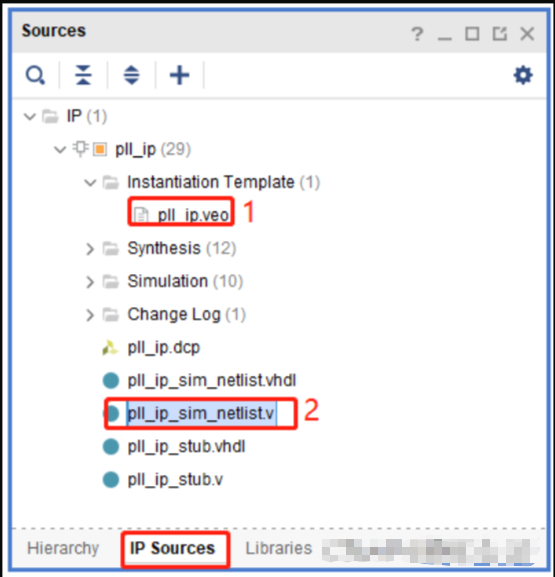 Sources
?
IP (1)
pll_ip (29)
Instantiation Template (1)
pll_ip.veo 1
Synthesis (12)
Simulation (10)
Change Log (1)
pll_ip.dcp
pll_ip_sim_netlist.vhdl
pll_ip_sim_netlist.v 2
pll_ip_stub.vhdl
pll_ip_stub.v
Hierarchy IP Sources Libraries